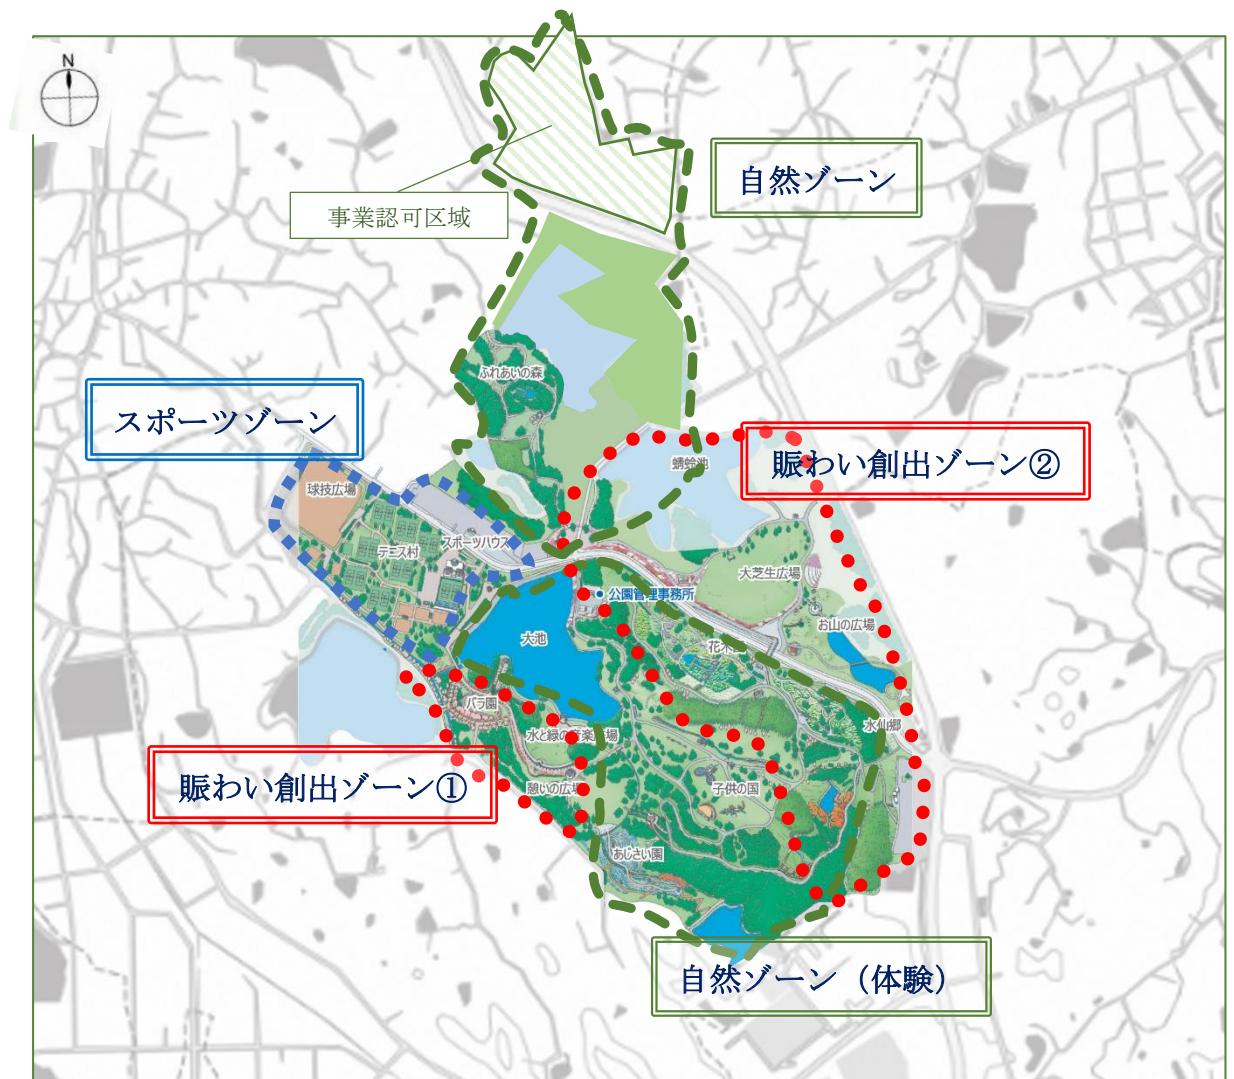 N
自然ゾーン
事業認可区域
ふれあいの森
スポーツゾーン
賑わい創出ゾーン②
蜻蛉池
球技広場
テニス村
スポーツハウス
大芝生広場
公園管理事務所
お山の広場
大池
バラ園
水仙郷
賑わい創出ゾーン①
子供の国
憩いの広場
あじさい園
自然ゾーン（体験）